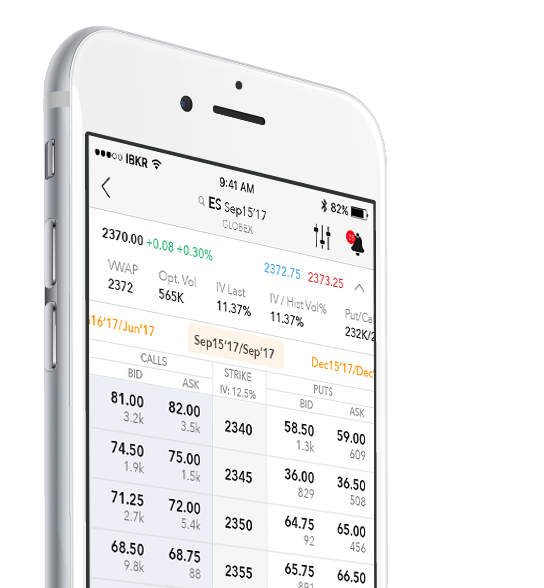 IBKR 9:41 AM 82%
ES Sep15'17
GLOBEX
2370.00 +0.08 +0.30% 2372.75 2373.25
VWAP Opt. Vol IV Last IV / Hist Vol% Put/Ca
2372 565K 11.37% 11.37% 232K/2
16'17/Jun'17 Sep15'17/Sep'17 Dec15'17/Dec'
CALLS STRIKE PUTS
BID ASK IV: 12.5% BID ASK
81.00 82.00 2340 58.50 59.00
3.2k 3.5k 1.3k 609
74.50 75.00 2345 36.00 36.50
1.9k 1.5k 829 508
71.25 72.00 2350 64.75 65.00
2.7k 5.4k 92 456
68.50 68.75 2355 65.75 66.50
9.8k 88